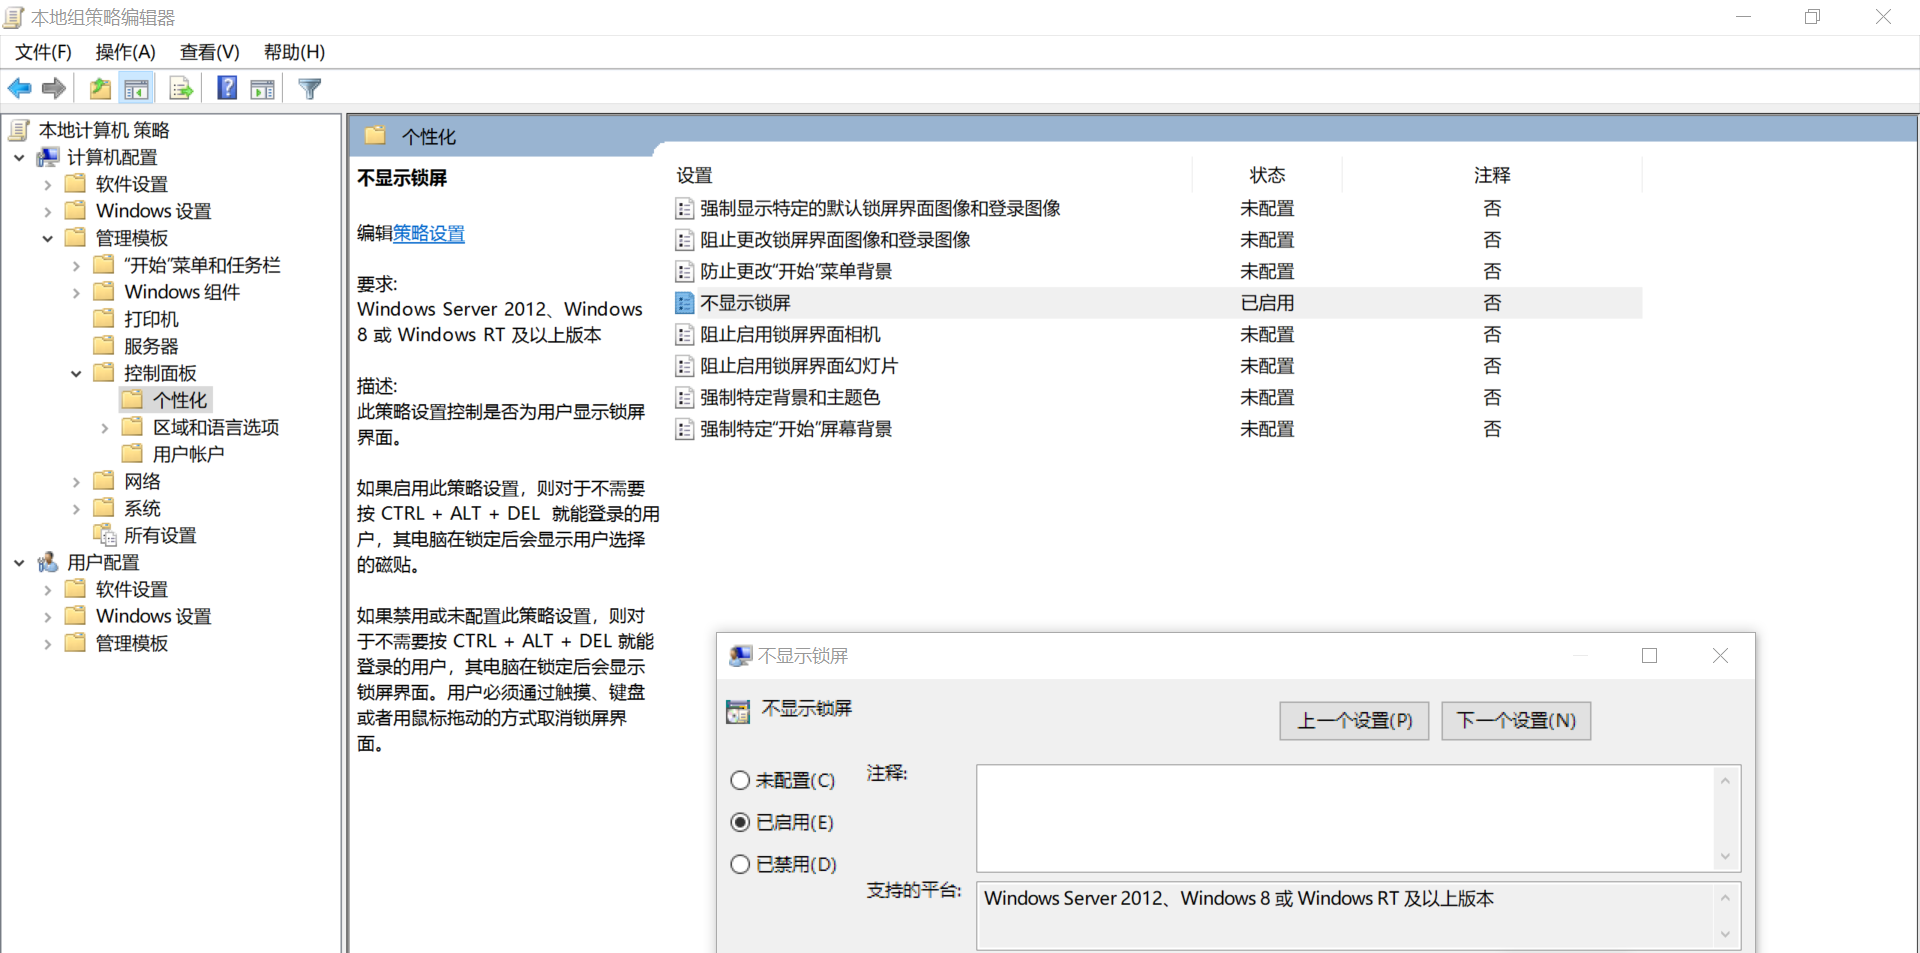 本地组策略编辑器
文件(F) 操作(A) 查看(V) 帮助(H)
本地计算机 策略
计算机配置
软件设置
Windows 设置
管理模板
“开始”菜单和任务栏
Windows 组件
打印机
服务器
控制面板
个性化
区域和语言选项
用户帐户
网络
系统
所有设置
用户配置
软件设置
Windows 设置
管理模板
个性化
不显示锁屏
编辑策略设置
要求:
Windows Server 2012、Windows
8 或 Windows RT 及以上版本
描述:
此策略设置控制是否为用户显示锁屏
界面。
如果启用此策略设置，则对于不需要
按 CTRL + ALT + DEL 就能登录的用
户，其电脑在锁定后会显示用户选择
的磁贴。
如果禁用或未配置此策略设置，则对
于不需要按 CTRL + ALT + DEL 就能
登录的用户，其电脑在锁定后会显示
锁屏界面。用户必须通过触摸、键盘
或者用鼠标拖动的方式取消锁屏界
面。
设置 状态 注释
强制显示特定的默认锁屏界面图像和登录图像 未配置 否
阻止更改锁屏界面图像和登录图像 未配置 否
防止更改“开始”菜单背景 未配置 否
不显示锁屏 已启用 否
阻止启用锁屏界面相机 未配置 否
阻止启用锁屏界面幻灯片 未配置 否
强制特定背景和主题色 未配置 否
强制特定“开始”屏幕背景 未配置 否
不显示锁屏
不显示锁屏
上一个设置(P) 下一个设置(N)
未配置(C) 注释:
已启用(E)
已禁用(D)
支持的平台: Windows Server 2012、Windows 8 或 Windows RT 及以上版本